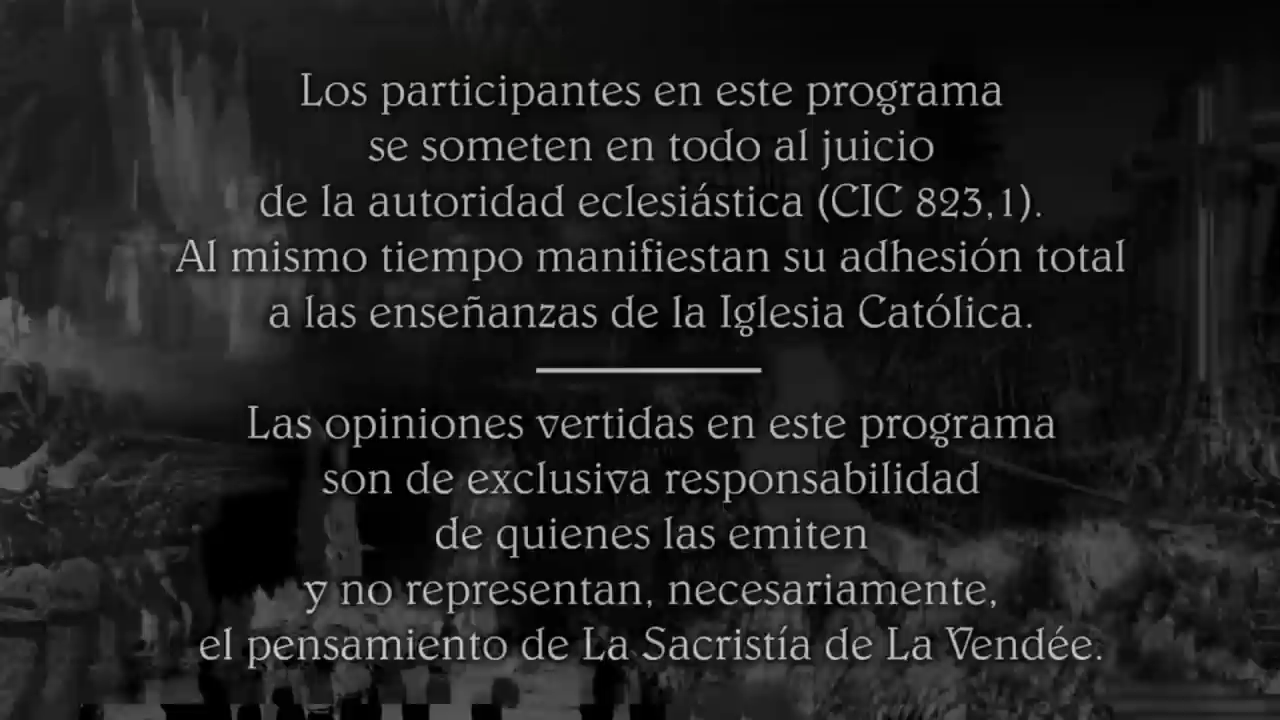 Los participantes en este programa
se someten en todo al juicio
de la autoridad eclesiástica (CIC 823,1).
Al mismo tiempo manifiestan su adhesión total
a las enseñanzas de la Iglesia Católica.
Las opiniones vertidas en este programa
son de exclusiva responsabilidad
de quienes las emiten
y no representan, necesariamente,
el pensamiento de La Sacristía de La Vendée.